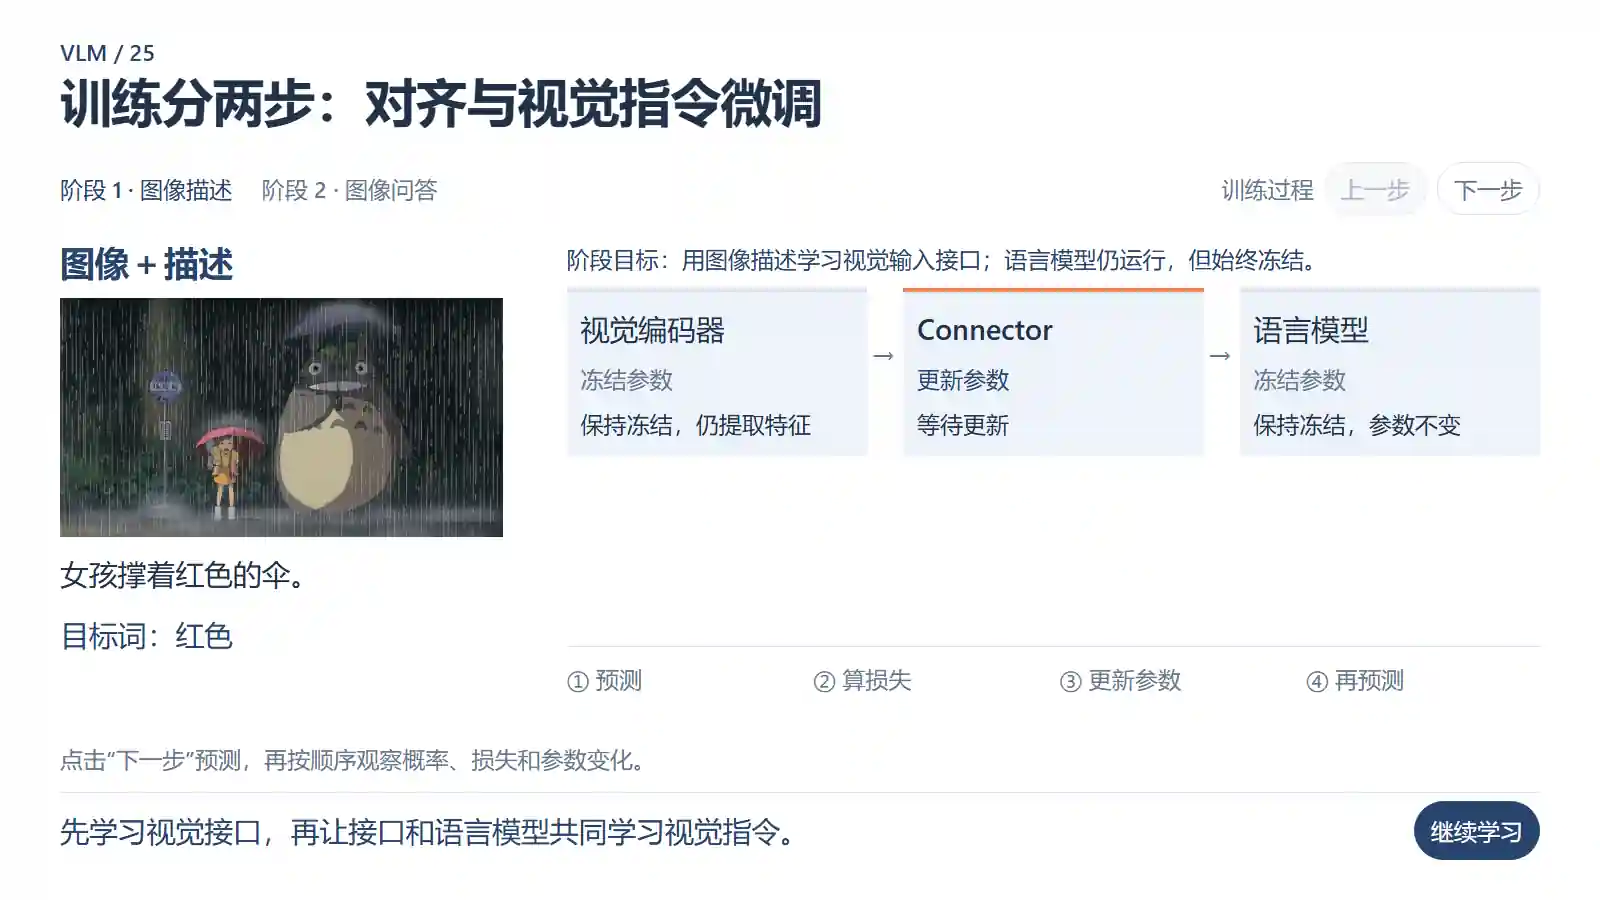 VLM / 25
训练分两步：对齐与视觉指令微调
阶段 1 · 图像描述 阶段 2 · 图像问答
训练过程 上一步 下一步
图像 + 描述
女孩撑着红色的伞。
目标词：红色
阶段目标：用图像描述学习视觉输入接口；语言模型仍运行，但始终冻结。
视觉编码器
冻结参数
保持冻结，仍提取特征
→
Connector
更新参数
等待更新
→
语言模型
冻结参数
保持冻结，参数不变
① 预测 ② 算损失 ③ 更新参数 ④ 再预测
点击“下一步”预测，再按顺序观察概率、损失和参数变化。
先学习视觉接口，再让接口和语言模型共同学习视觉指令。
继续学习